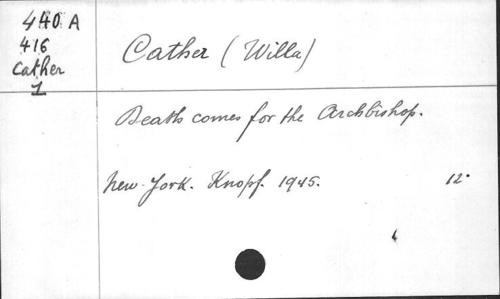 440 A
416
Cather
1
Cather (Willa)
Death comes for the Archbishop.
New-York. Knopf. 1945.
12°